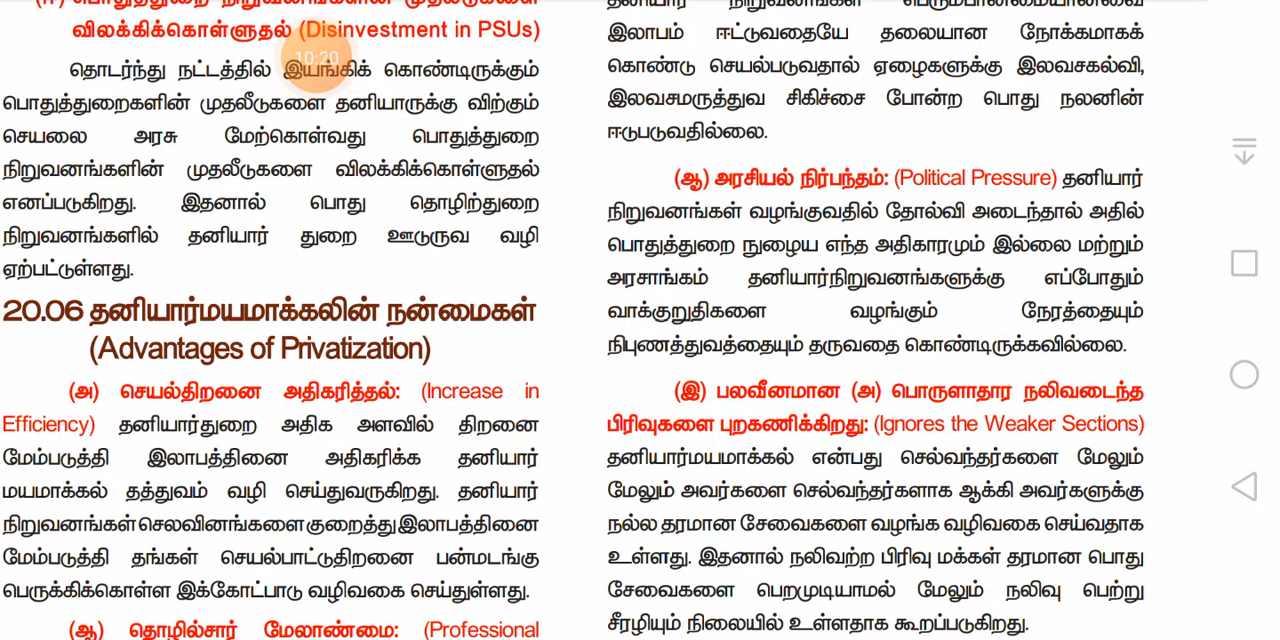 விலக்கிக்கொள்ளுதல் (Disinvestment in PSUs)
10:20
தொடர்ந்து நட்டத்தில் இயங்கிக் கொண்டிருக்கும்
பொதுத்துறைகளின் முதலீடுகளை தனியாருக்கு விற்கும்
செயலை அரசு மேற்கொள்வது பொதுத்துறை
நிறுவனங்களின் முதலீடுகளை விலக்கிக்கொள்ளுதல்
எனப்படுகிறது. இதனால் பொது தொழிற்துறை
நிறுவனங்களில் தனியார் துறை ஊடுருவ வழி
ஏற்பட்டுள்ளது.
20.06 தனியார்மயமாக்கலின் நன்மைகள்
(Advantages of Privatization)
(அ) செயல்திறனை அதிகரித்தல்: (Increase in
Efficiency) தனியார்துறை அதிக அளவில் திறனை
மேம்படுத்தி இலாபத்தினை அதிகரிக்க தனியார்
மயமாக்கல் தத்துவம் வழி செய்துவருகிறது. தனியார்
நிறுவனங்கள் செலவினங்களை குறைத்து இலாபத்தினை
மேம்படுத்தி தங்கள் செயல்பாட்டுதிறனை பன்மடங்கு
பெருக்கிக்கொள்ள இக்கோட்பாடு வழிவகை செய்துள்ளது.
(ஆ) தொழில்சார் மேலாண்மை: (Professional
இலாபம் ஈட்டுவதையே தலையான நோக்கமாகக்
கொண்டு செயல்படுவதால் ஏழைகளுக்கு இலவசகல்வி,
இலவசமருத்துவ சிகிச்சை போன்ற பொது நலனின்
ஈடுபடுவதில்லை.
(ஆ) அரசியல் நிர்பந்தம்: (Political Pressure) தனியார்
நிறுவனங்கள் வழங்குவதில் தோல்வி அடைந்தால் அதில்
பொதுத்துறை நுழைய எந்த அதிகாரமும் இல்லை மற்றும்
அரசாங்கம் தனியார்நிறுவனங்களுக்கு எப்போதும்
வாக்குறுதிகளை வழங்கும் நேரத்தையும்
நிபுணத்துவத்தையும் தருவதை கொண்டிருக்கவில்லை.
(இ) பலவீனமான (அ) பொருளாதார நலிவடைந்த
பிரிவுகளை புறகணிக்கிறது: (Ignores the Weaker Sections)
தனியார்மயமாக்கல் என்பது செல்வந்தர்களை மேலும்
மேலும் அவர்களை செல்வந்தர்களாக ஆக்கி அவர்களுக்கு
நல்ல தரமான சேவைகளை வழங்க வழிவகை செய்வதாக
உள்ளது. இதனால் நலிவற்ற பிரிவு மக்கள் தரமான பொது
சேவைகளை பெறமுடியாமல் மேலும் நலிவு பெற்று
சீரழியும் நிலையில் உள்ளதாக கூறப்படுகிறது.